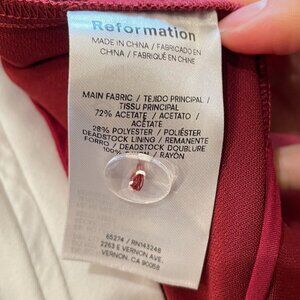 Reformation
MADE IN CHINA / FABRICADO EN
CHINA / FABRIQUÉ EN CHINE
MAIN FABRIC / TEJIDO PRINCIPAL /
TISSU PRINCIPAL
72% ACETATE / ACETATO /
ACÉTATE
28% POLYESTER / POLIÉSTER
DEADSTOCK LINING / REMANENTE
FORRO / DEADSTOCK DOUBLURE
100% / RAYÓN
65274 / RN143248
2263 E VERNON AVE.
VERNON, CA 90058